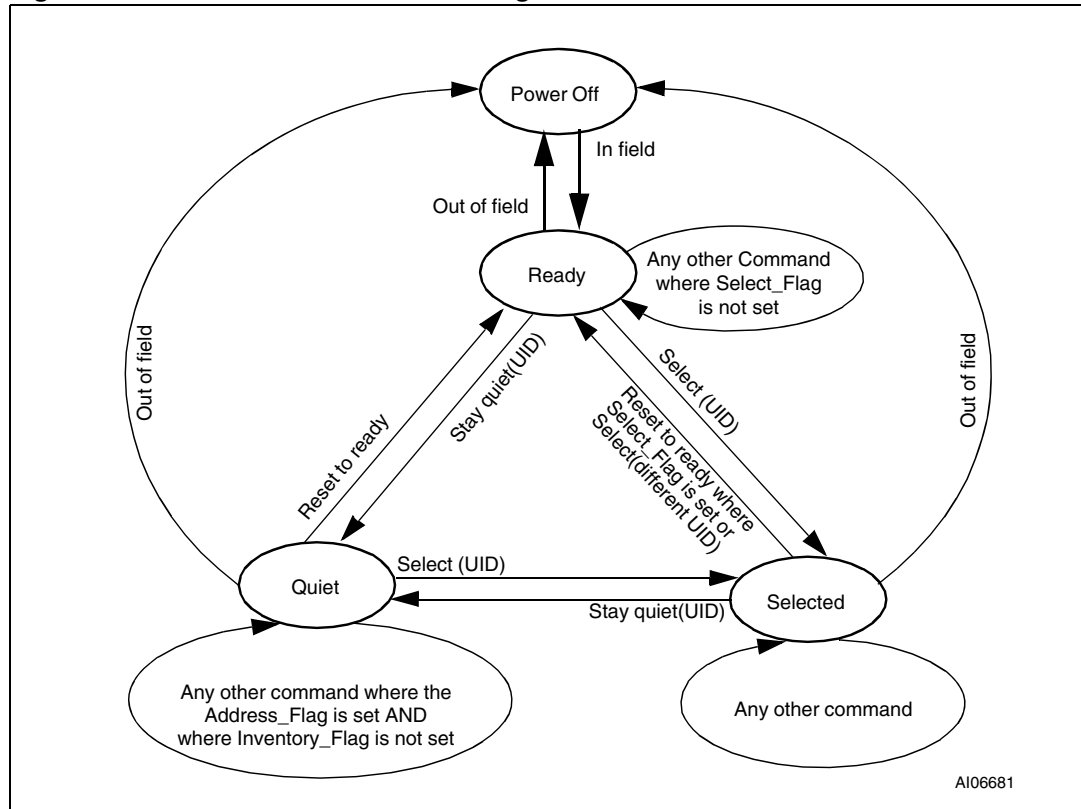 Power Off
In field
Out of field
Ready
Any other Command
where Select_Flag
is not set
Out of field
Out of field
Reset to ready
Stay quiet(UID)
Select (UID)
Reset to ready where
Select_Flag is set or
Select(different UID)
Quiet
Select (UID)
Stay quiet(UID)
Selected
Any other command where the
Address_Flag is set AND
where Inventory_Flag is not set
Any other command
AI06681